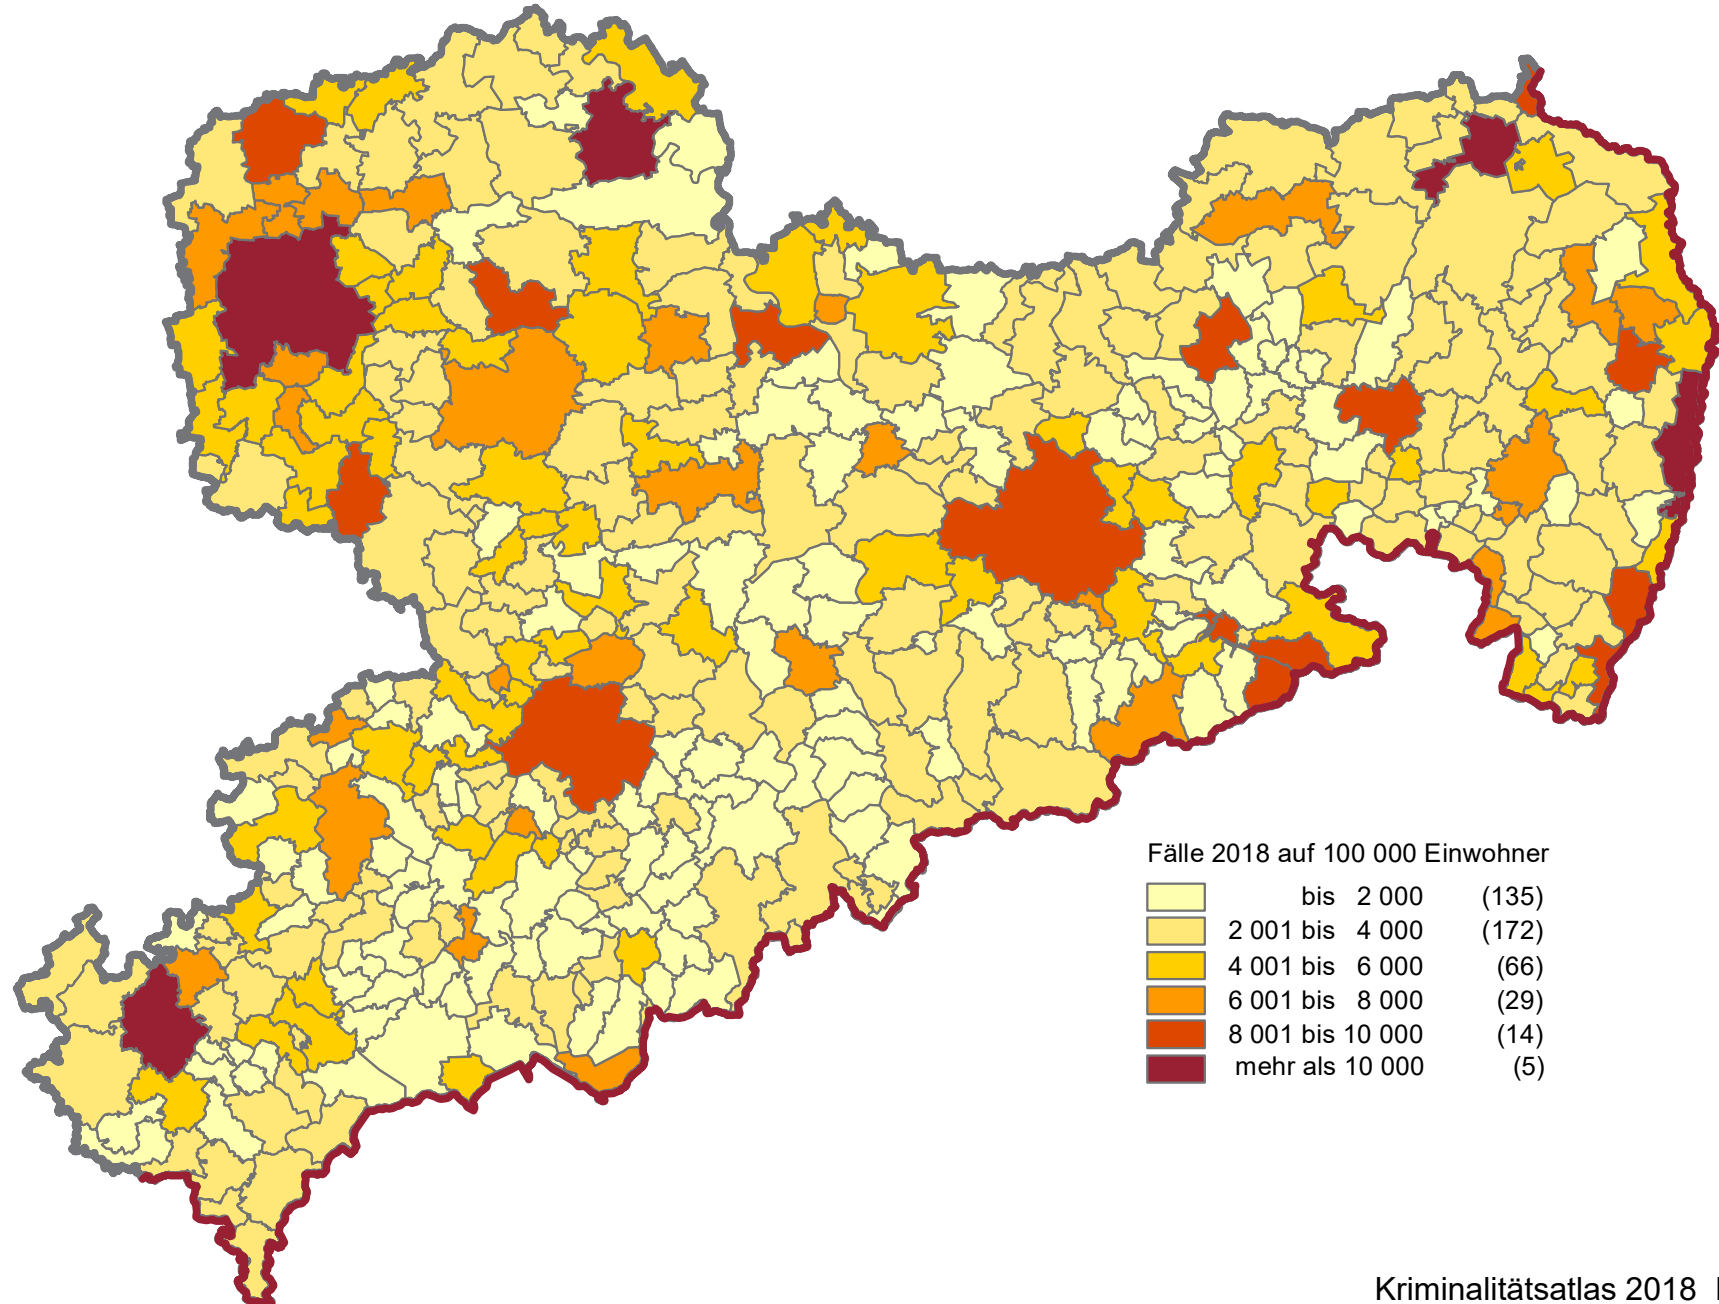 Fälle 2018 auf 100 000 Einwohner
bis 2 000 (135)
2 001 bis 4 000 (172)
4 001 bis 6 000 (66)
6 001 bis 8 000 (29)
8 001 bis 10 000 (14)
mehr als 10 000 (5)
Kriminalitätsatlas 2018